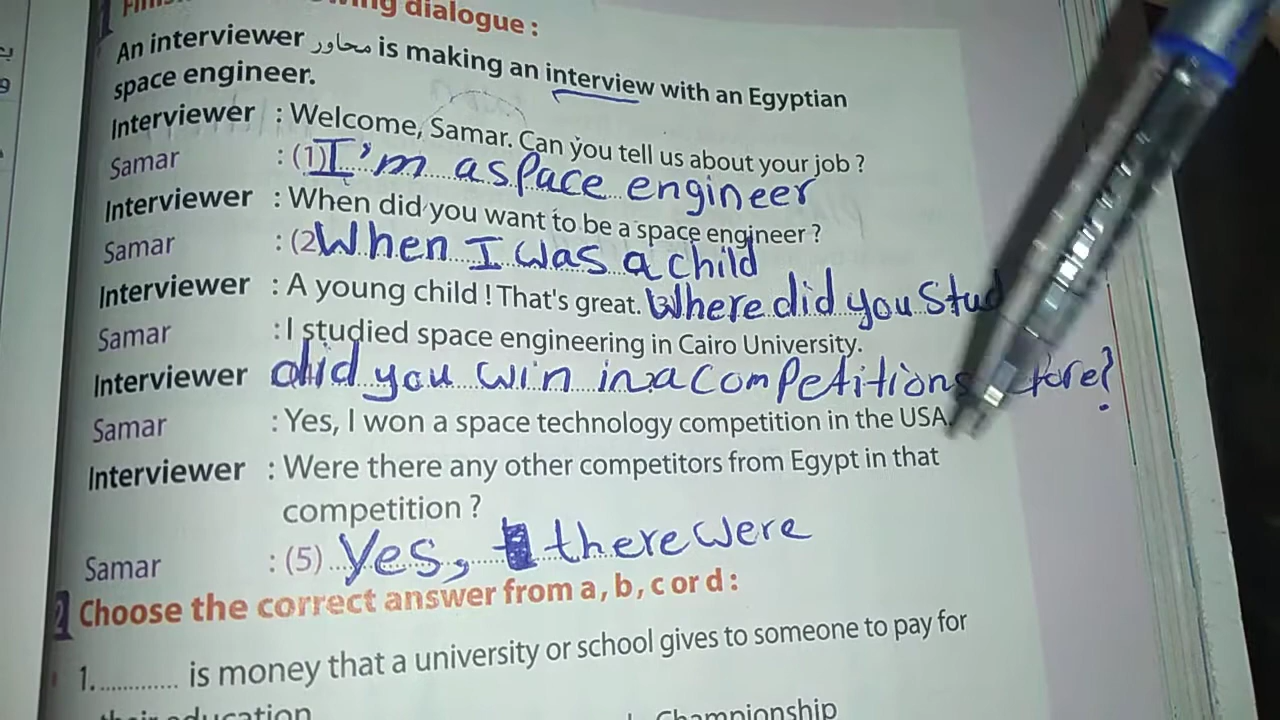 wing dialogue :
An interviewer محاور is making an interview with an Egyptian
space engineer.
Interviewer : Welcome, Samar. Can you tell us about your job ?
Samar : (1) I'm a space engineer
Interviewer : When did you want to be a space engineer ?
Samar : (2 When I was a child
Interviewer : A young child ! That's great. Where did you Stud
Samar : I studied space engineering in Cairo University.
Interviewer did you win in a competitions fore?
Samar : Yes, I won a space technology competition in the USA.
Interviewer : Were there any other competitors from Egypt in that
competition ?
Samar : (5) Yes, there were
2 Choose the correct answer from a, b, c or d :
1. ............. is money that a university or school gives to someone to pay for
their education
Championship